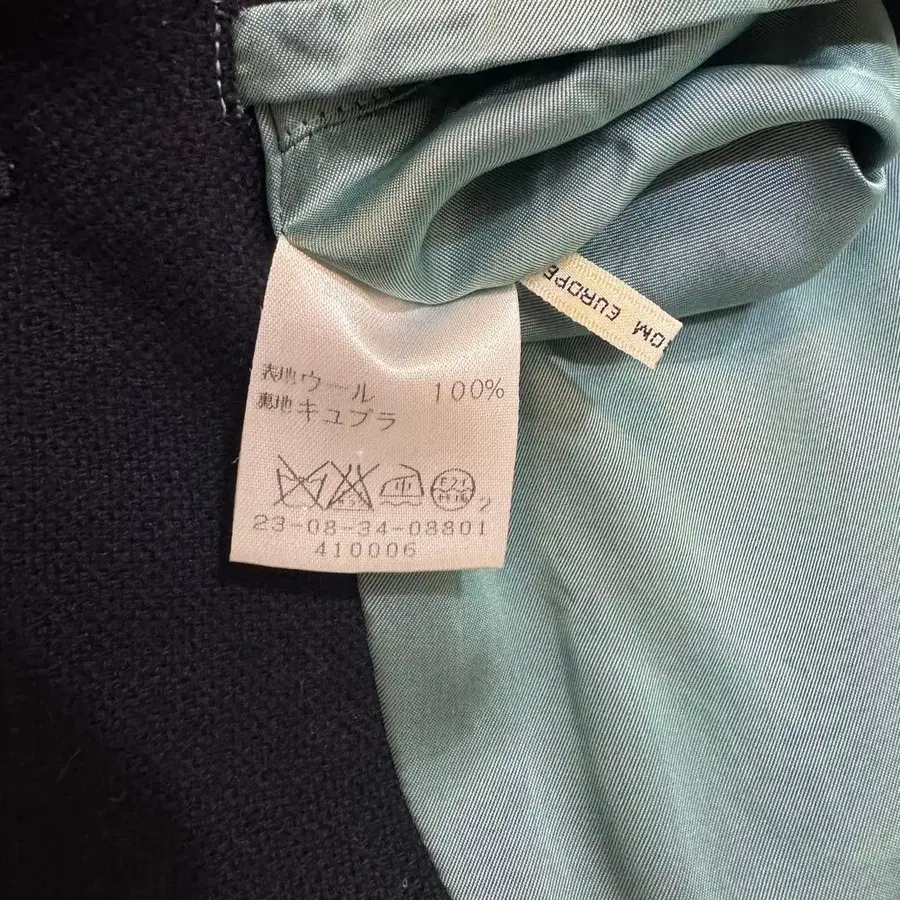 表地ウール 100%
裏地キュプラ
23-08-34-08801
410006
OM EUROPE